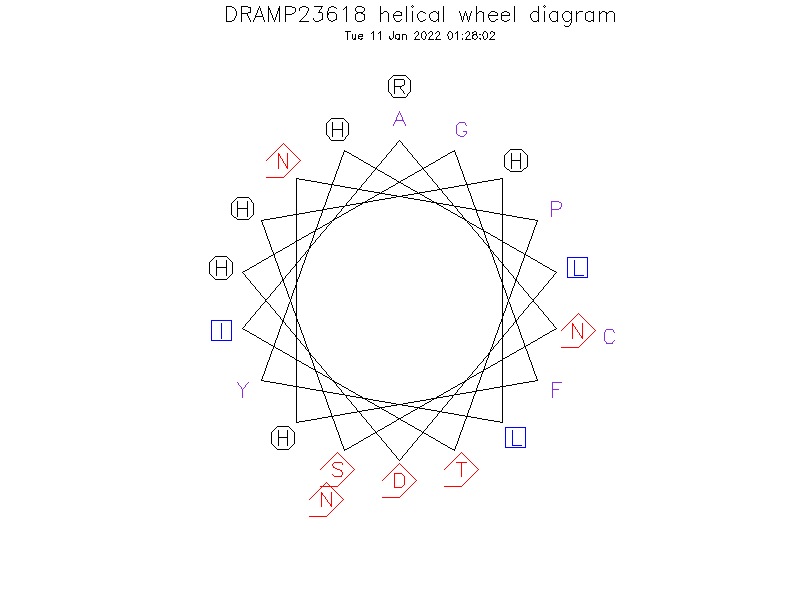 DRAMP23618 helical wheel diagram
Tue 11 Jan 2022 01:28:02
R
A
H
G
N
H
H
P
H
L
I
N C
Y
F
H
L
S
D
T
N